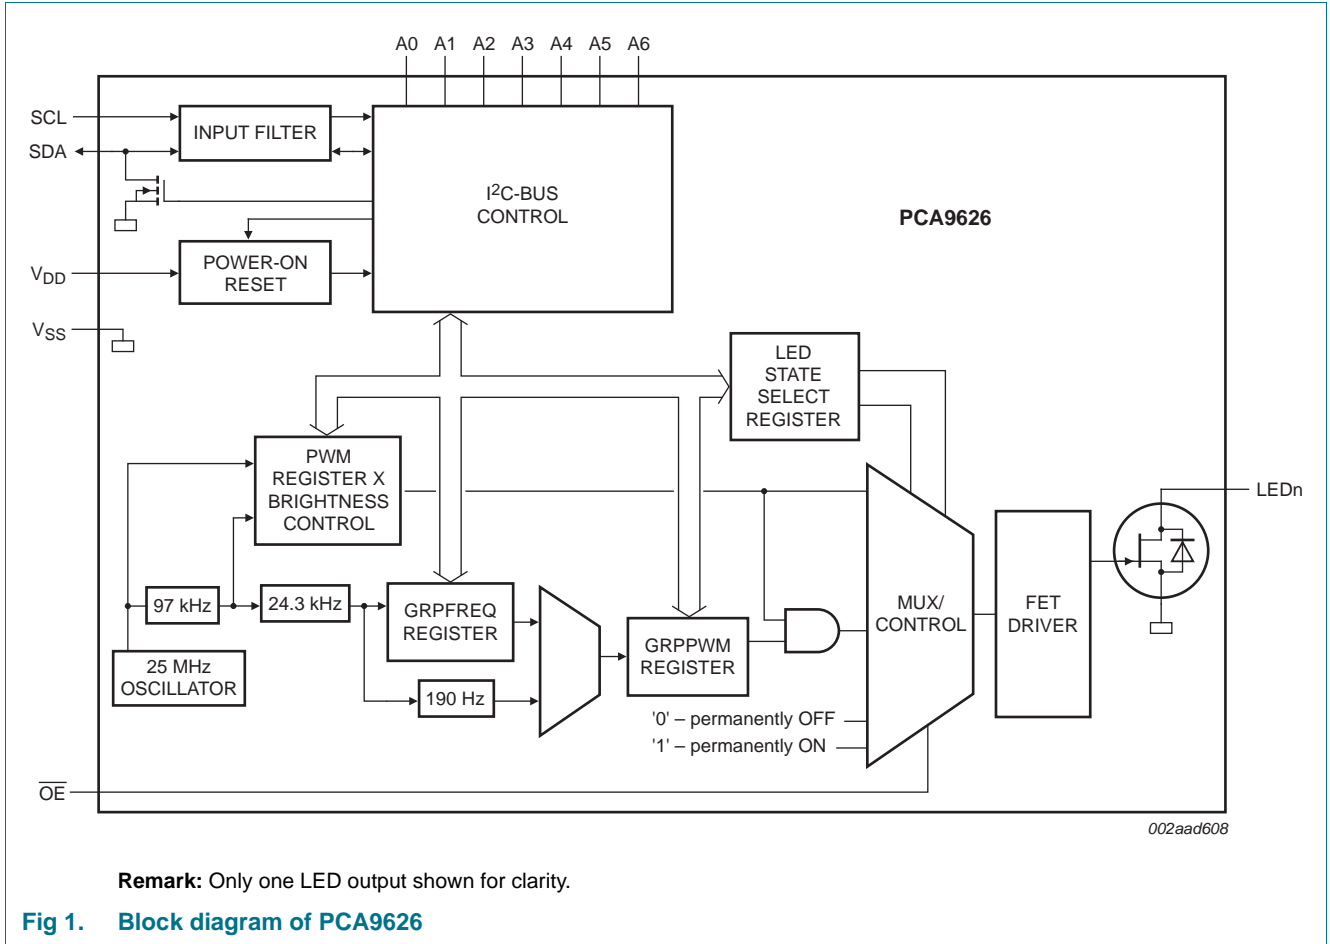 A0 A1 A2 A3 A4 A5 A6
SCL
SDA
INPUT FILTER
I²C-BUS
CONTROL
PCA9626
VDD
POWER-ON
RESET
VSS
LED
STATE
SELECT
REGISTER
PWM
REGISTER X
BRIGHTNESS
CONTROL
LEDn
97 kHz
24.3 kHz
GRPFREQ
REGISTER
GRPPWM
REGISTER
MUX/
CONTROL
FET
DRIVER
25 MHz
OSCILLATOR
190 Hz
'0' – permanently OFF
'1' – permanently ON
OE
002aad608
Remark: Only one LED output shown for clarity.
Fig 1. Block diagram of PCA9626